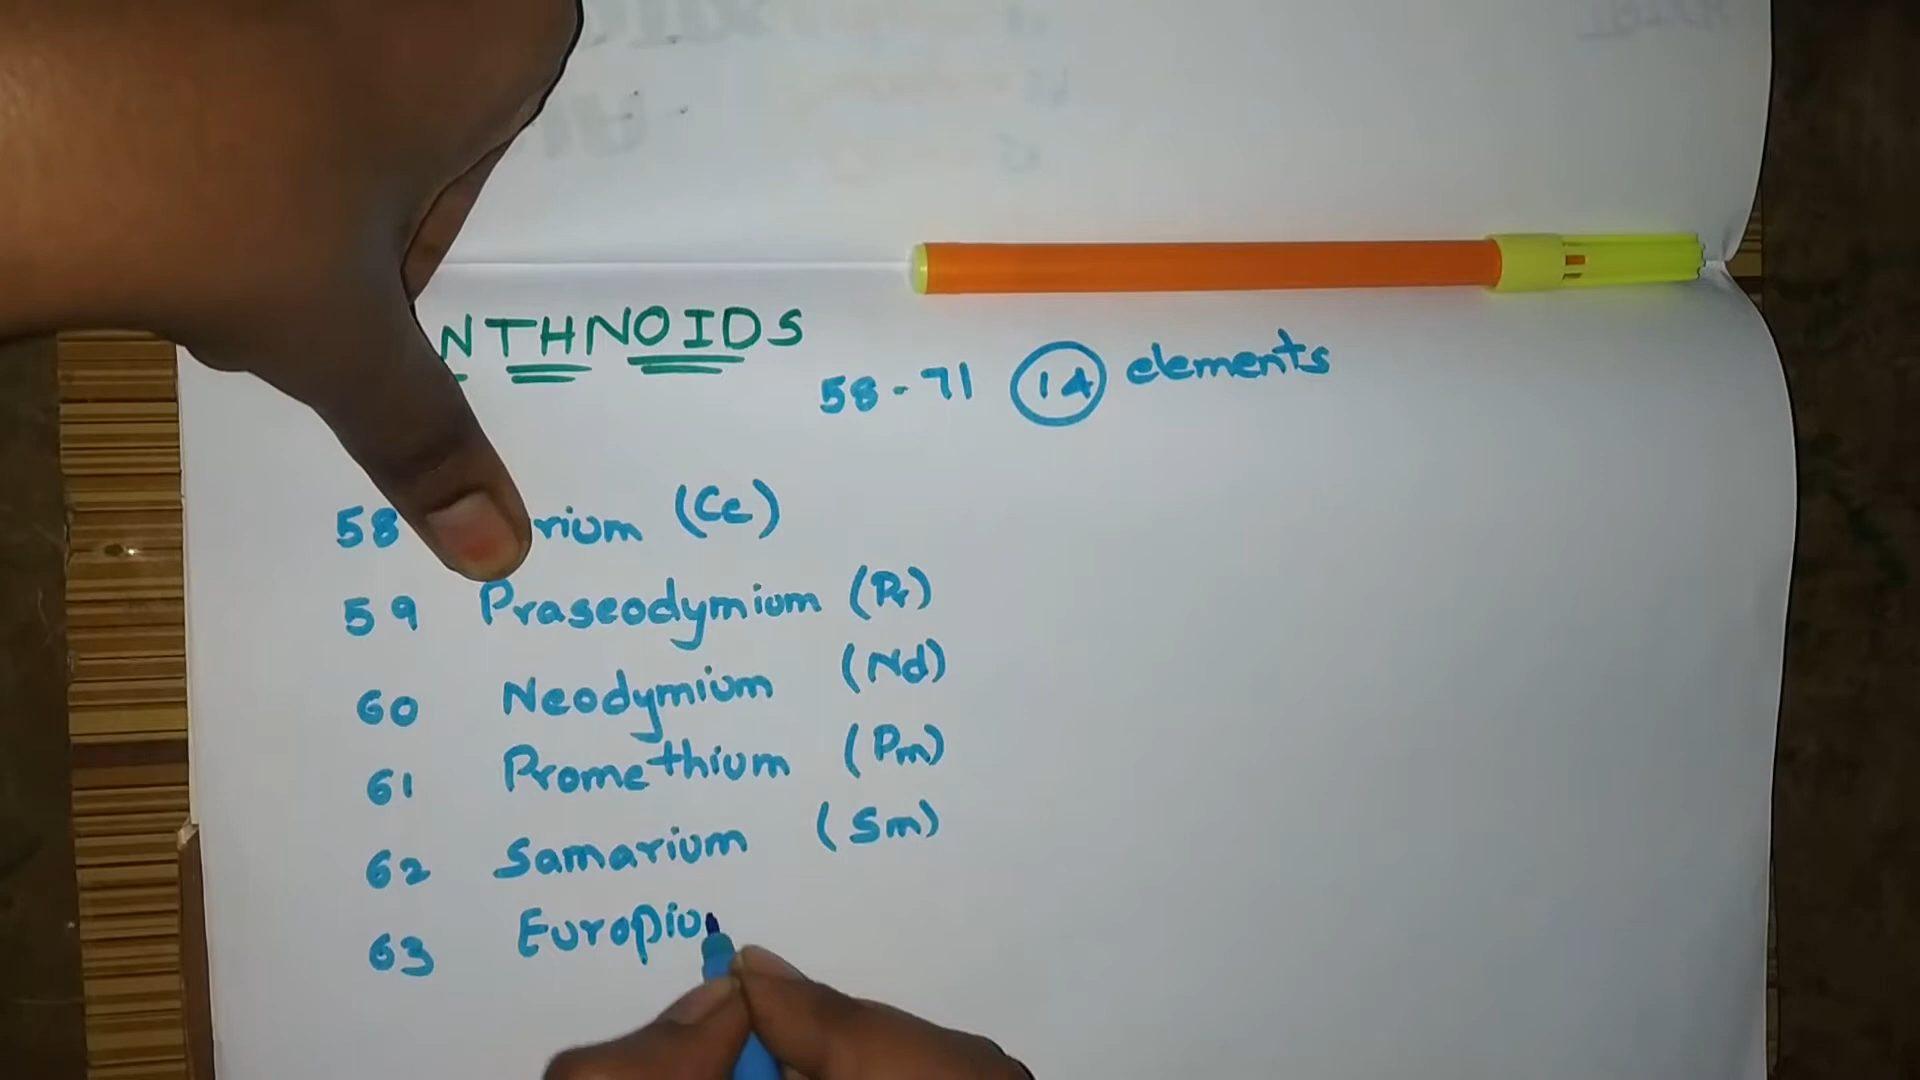 NTHNOIDS
58-71 14 elements
58 rium (Ce)
59 Praseodymium (Pr)
60 Neodymium (Nd)
61 Promethium (Pm)
62 Samarium (Sm)
63 Europiu